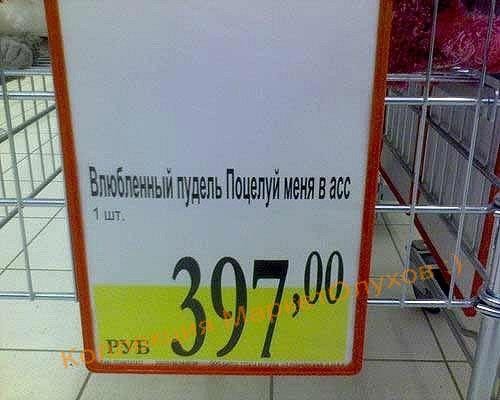 Влюбленный пудель Поцелуй меня в асс
1 шт.
397,00
РУБ